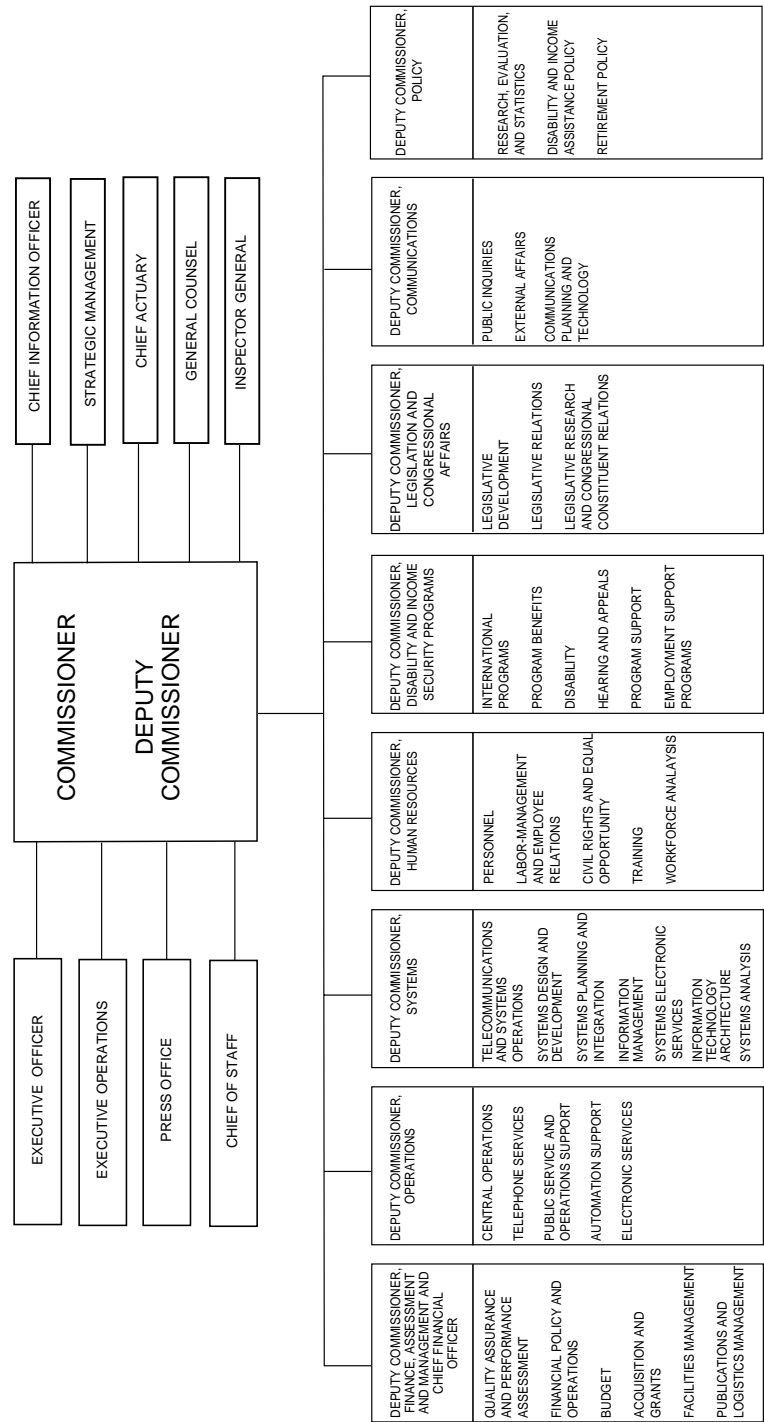 EXECUTIVE OFFICER
EXECUTIVE OPERATIONS
PRESS OFFICE
CHIEF OF STAFF
COMMISSIONER
DEPUTY
COMMISSIONER
CHIEF INFORMATION OFFICER
STRATEGIC MANAGEMENT
CHIEF ACTUARY
GENERAL COUNSEL
INSPECTOR GENERAL
DEPUTY COMMISSIONER,
FINANCE, ASSESSMENT
AND MANAGEMENT AND
CHIEF FINANCIAL
OFFICER
QUALITY ASSURANCE
AND PERFORMANCE
ASSESSMENT
FINANCIAL POLICY AND
OPERATIONS
BUDGET
ACQUISITION AND
GRANTS
FACILITIES MANAGEMENT
PUBLICATIONS AND
LOGISTICS MANAGEMENT
DEPUTY COMMISSIONER,
OPERATIONS
CENTRAL OPERATIONS
TELEPHONE SERVICES
PUBLIC SERVICE AND
OPERATIONS SUPPORT
AUTOMATION SUPPORT
ELECTRONIC SERVICES
DEPUTY COMMISSIONER,
SYSTEMS
TELECOMMUNICATIONS
AND SYSTEMS
OPERATIONS
SYSTEMS DESIGN AND
DEVELOPMENT
SYSTEMS PLANNING AND
INTEGRATION
INFORMATION
MANAGEMENT
SYSTEMS ELECTRONIC
SERVICES
INFORMATION
TECHNOLOGY
ARCHITECTURE
SYSTEMS ANALYSIS
DEPUTY COMMISSIONER,
HUMAN RESOURCES
PERSONNEL
LABOR-MANAGEMENT
AND EMPLOYEE
RELATIONS
CIVIL RIGHTS AND EQUAL
OPPORTUNITY
TRAINING
WORKFORCE ANALAYSIS
DEPUTY COMMISSIONER,
DISABILITY AND INCOME
SECURITY PROGRAMS
INTERNATIONAL
PROGRAMS
PROGRAM BENEFITS
DISABILITY
HEARING AND APPEALS
PROGRAM SUPPORT
EMPLOYMENT SUPPORT
PROGRAMS
DEPUTY COMMISSIONER,
LEGISLATION AND
CONGRESSIONAL
AFFAIRS
LEGISLATIVE
DEVELOPMENT
LEGISLATIVE RELATIONS
LEGISLATIVE RESEARCH
AND CONGRESSIONAL
CONSTITUENT RELATIONS
DEPUTY COMMISSIONER,
COMMUNICATIONS
PUBLIC INQUIRIES
EXTERNAL AFFAIRS
COMMUNICATIONS
PLANNING AND
TECHNOLOGY
DEPUTY COMMISSIONER,
POLICY
RESEARCH, EVALUATION,
AND STATISTICS
DISABILITY AND INCOME
ASSISTANCE POLICY
RETIREMENT POLICY